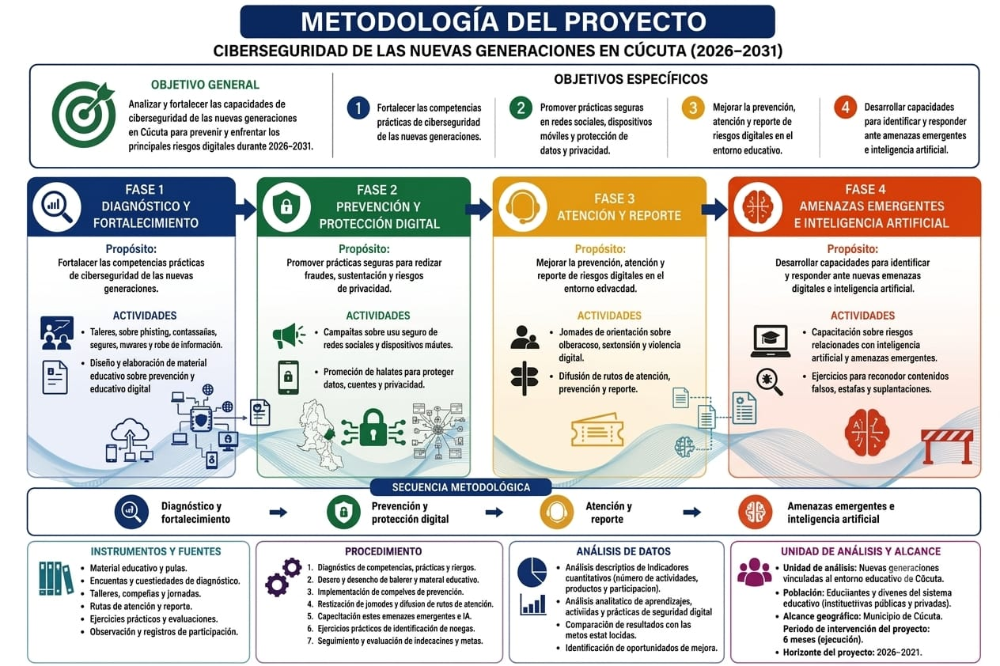 METODOLOGÍA DEL PROYECTO
CIBERSEGURIDAD DE LAS NUEVAS GENERACIONES EN CÚCUTA (2026–2031)
OBJETIVO GENERAL
Analizar y fortalecer las capacidades de
ciberseguridad de las nuevas generaciones
en Cúcuta para prevenir y enfrentar los
principales riesgos digitales durante 2026–2031.
OBJETIVOS ESPECÍFICOS
1
Fortalecer las competencias
prácticas de ciberseguridad
de las nuevas generaciones.
2
Promover prácticas seguras
en redes sociales, dispositivos
móviles y protección de
datos y privacidad.
3
Mejorar la prevención,
atención y reporte de
riesgos digitales en el
entorno educativo.
4
Desarrollar capacidades
para identificar y responder
ante amenazas emergentes
e inteligencia artificial.
FASE 1
DIAGNÓSTICO Y
FORTALECIMIENTO
Propósito:
Fortalacer las competencias prácticas
de ciberseguridad de las nuevas
generaciones.
ACTIVIDADES
• Taleres, sobre phisting, contassaíías,
segures, mwares y robe de información.
• Diseño y elaboración de material
educativo sobre prevención y
educativo digital
FASE 2
PREVENCIÓN Y
PROTECCIÓN DIGITAL
Propósito:
Promover prácticas seguras para redizar
fraudes, sustentación y riesgos
de privacidad.
ACTIVIDADES
• Campaitas sobre usu seguro de
redes sociales y dispositivos máutes.
• Promeción de halates para proteger
datos, cuentes y privacidad.
FASE 3
ATENCIÓN Y REPORTE
Propósito:
Mejorar la prevención, atención y
reporte de riesgos digitales en el
entorno edvacdad.
ACTIVIDADES
• Jomades de orientación sobre
olberacoso, sextonsión y violencia
digital.
• Difusión de rutos de atención,
prevención y reporte.
FASE 4
AMENAZAS EMERGENTES
E INTELIGENCIA ARTIFICIAL
Propósito:
Desarrollar capacidades para identificar
y responder ante nuevas emenazas
digitales e inteligencia artificial.
ACTIVIDADES
• Capacitación sobre riesgos
relacionades con inteligencia
artificial y amenazas emergentes.
• Ejercicios para reconodor contenidos
falsos, estafas y suplantaciones.
SECUENCIA METODOLÓGICA
Diagnóstico y
fortalecimiento
Prevención y
protección digital
Atención y
reporte
Amenazas emergentes e
inteligencia artificial
INSTRUMENTOS Y FUENTES
• Material educativo y pulas.
• Encuentas y cuestiedades de diagnóstico.
• Talleres, compeñas y jornadas.
• Rutas de atención y reporte.
• Ejercicios prácticos y evaluaciones.
• Observación y registros de participación.
PROCEDIMIENTO
1. Diagnóstics de competencias, prácticas y riergos.
2. Desero y desencho de balerer y materal educativo.
3. Implementación de compelves de prevención.
4. Restización de jomodes y difusion de rutos de atención.
5. Capecitación estes emenazes emergentes e IA.
6. Ejercicios prácticos de identificación de noegas.
7. Seguimiento y evaluación de indecacines y metas.
ANÁLISIS DE DATOS
• Análisis descriptios de Indicadores
cuantitativos (número de actividades,
productos y participacion).
• Análisis analitatico de aprendizajes,
activiidas y prácticas de seguridad digital
• Comparación de resultados con las
metos estat locidas.
• Identificación de oportunidados de mejora.
UNIDAD DE ANÁLISIS Y ALCANCE
• Unidad de análisis: Nuevas generaciones
vinculadas al entorno educativo de Cúcuta.
• Población: Educiiantes y divenes del sistema
educativo (instituettivas públicas y privadas).
• Alcance geográfico: Municipio de Cúcuta.
Periodo de intervención del proyecto:
6 meses (ejecución).
• Horizonte del proyecto: 2026–2021.